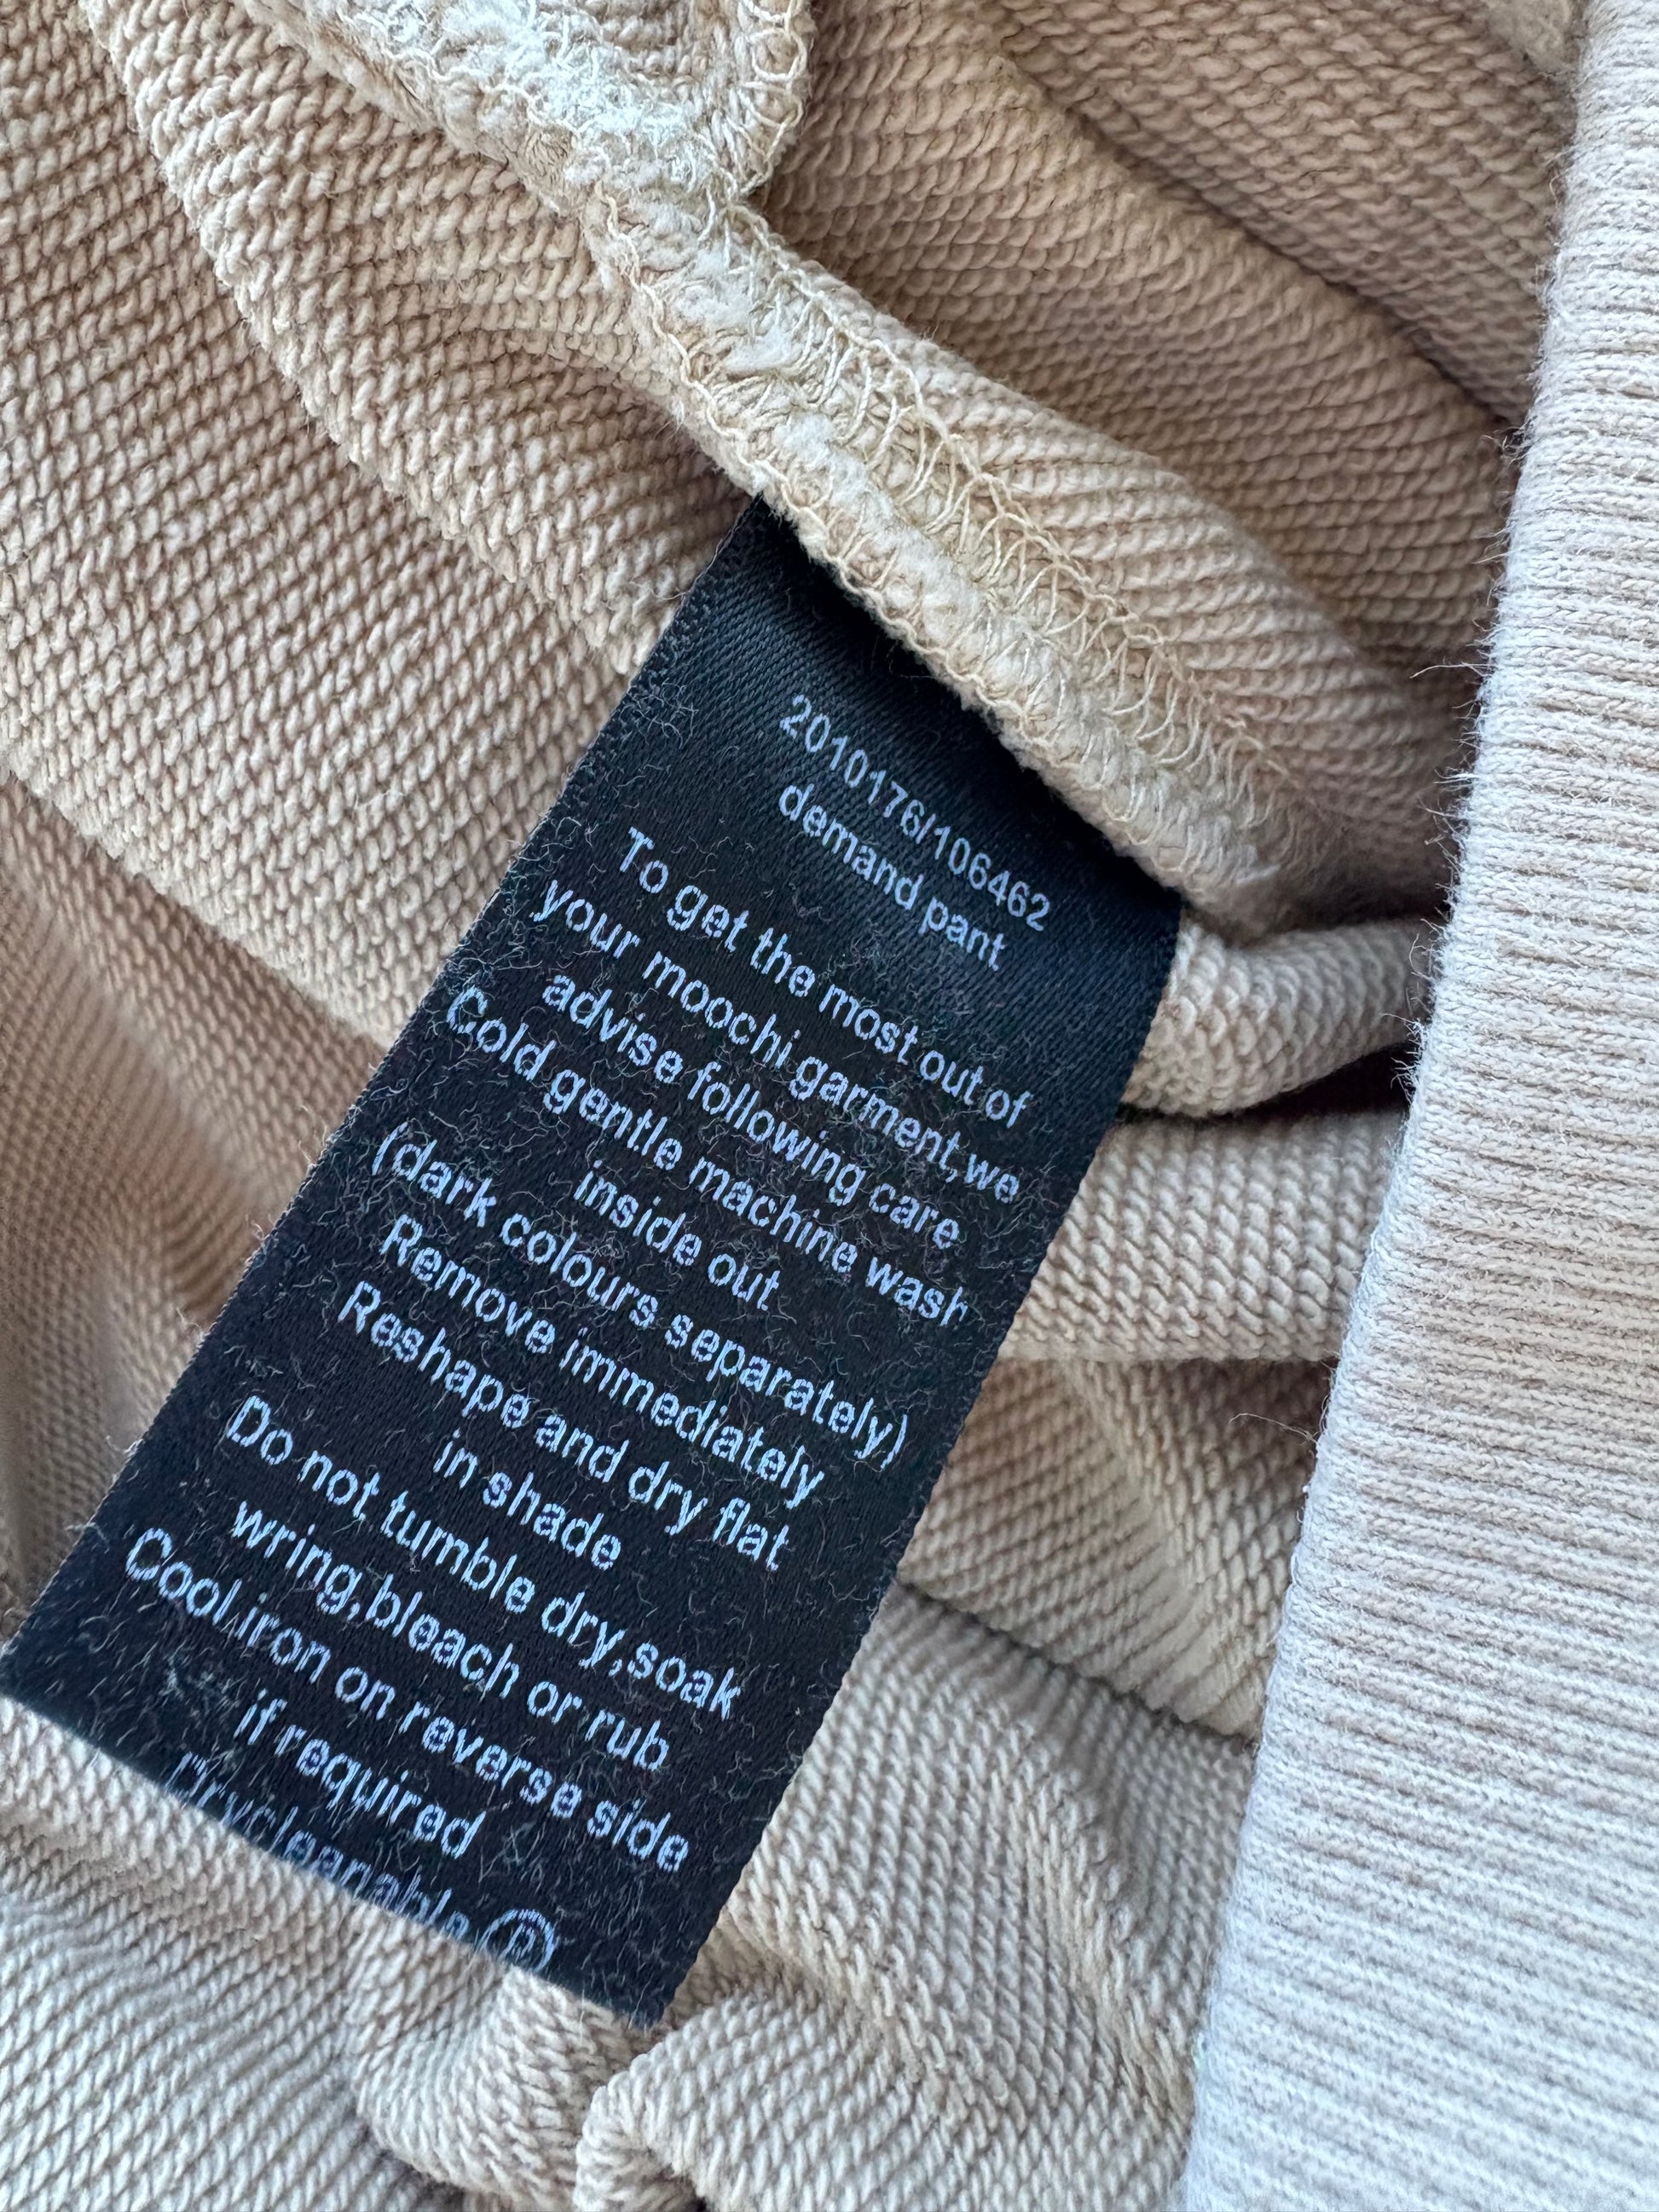 2010176/106462
demand pant
To get the most out of
your moochi garment,we
advise following care
Cold gentle machine wash
inside out
(dark colours separately)
Remove immediately
Reshape and dry flat
in shade
Do not tumble dry,soak
wring,bleach or rub
Cool iron on reverse side
if required
Drycleanable Ⓟ